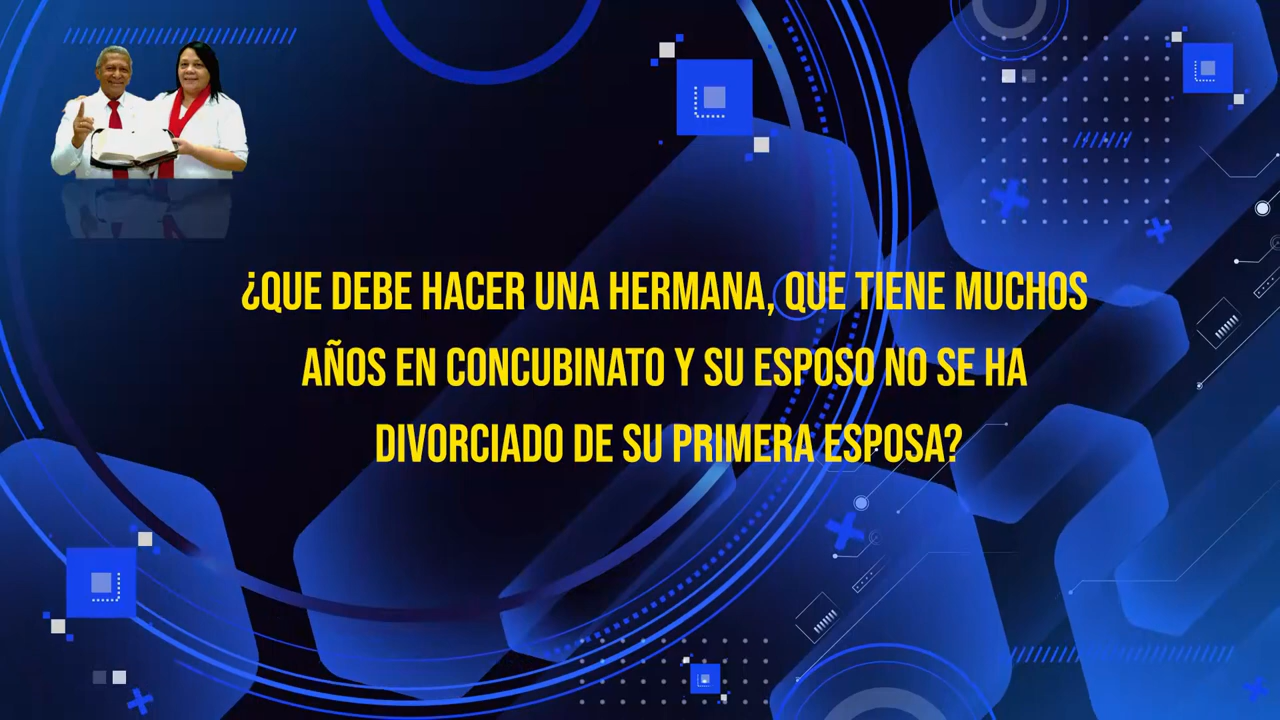 ¿QUE DEBE HACER UNA HERMANA, QUE TIENE MUCHOS
AÑOS EN CONCUBINATO Y SU ESPOSO NO SE HA
DIVORCIADO DE SU PRIMERA ESPOSA?